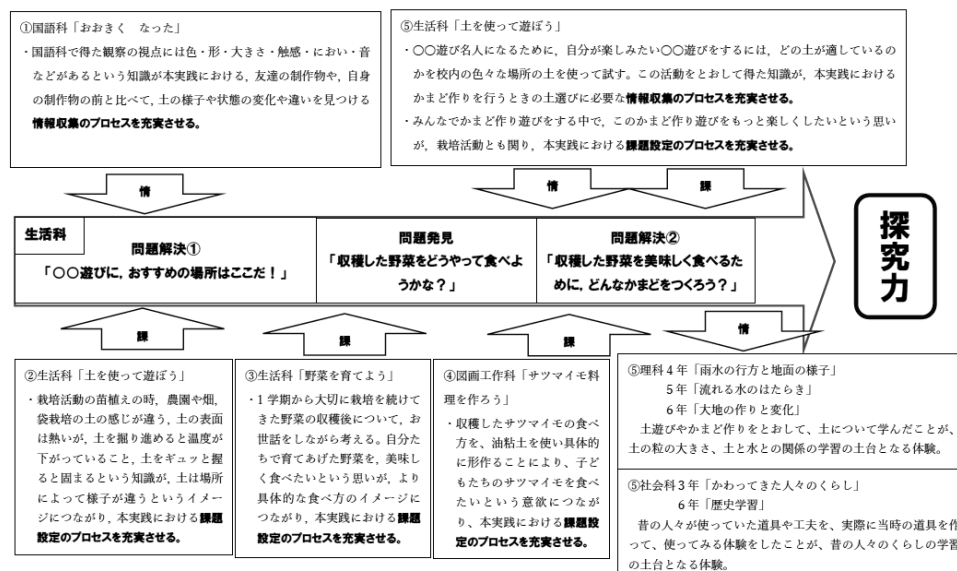 ①国語科「おおきく　なった」
・国語科で得た観察の視点には色・形・大きさ・触感・におい・音
などがあるという知識が本実践における、友達の制作物や、自身
の制作物の前と比べて、土の様子や状態の変化や違いを見つける
情報収集のプロセスを充実させる。
⑤生活科「土を使って遊ぼう」
・〇〇遊び名人になるために、自分が楽しみたい〇〇遊びをするには、どの土が適しているの
かを校内の色々な場所の土を使って試す。この活動をとおして得た知識が、本実践における
かまど作りを行うときの土選びに必要な情報収集のプロセスを充実させる。
・みんなでかまど作り遊びをする中で、このかまど作り遊びをもっと楽しくしたいという思い
が、栽培活動とも関り、本実践における課題設定のプロセスを充実させる。
情
情
課
生活科
問題解決①
「〇〇遊びに、おすすめの場所はここだ！」
問題発見
「収穫した野菜をどうやって食べよ
うかな？」
問題解決②
「収穫した野菜を美味しく食べるた
めに、どんなかまどをつくろう？」
探究力
課
課
課
情
②生活科「土を使って遊ぼう」
・栽培活動の苗植えの時、農園や畑、
袋栽培の土の感じが違う、土の表面
は熱いが、土を掘り進めると温度が
下がっていること、土をギュッと握
ると固まるという知識が、土は場所
によって様子が違うというイメー
ジにつながり、本実践における課題
設定のプロセスを充実させる。
③生活科「野菜を育てよう」
・1学期から大切に栽培を続けて
きた野菜の収穫後について、お
世話をしながら考える。自分た
ちで育てあげた野菜を、美味し
く食べたいという思いが、より
具体的な食べ方のイメージに
つながり、本実践における課題
設定のプロセスを充実させる。
④図画工作科「サツマイモ料
理を作ろう」
・収穫したサツマイモの食べ
方を、油粘土を使い具体的
に形作ることにより、子ど
もたちのサツマイモを食べ
たいという意欲につなが
り、本実践における課題設
定のプロセスを充実させる。
⑤理科4年「雨水の行方と地面の様子」
5年「流れる水のはたらき」
6年「大地の作りと変化」
土遊びやかまど作りをとおして、土について学んだことが、
土の粒の大きさ、土と水との関係の学習の土台となる体験。
⑤社会科3年「かわってきた人々のくらし」
6年「歴史学習」
昔の人々が使っていた道具や工夫を、実際に当時の道具を作
って、使ってみる体験をしたことが、昔の人々のくらしの学習
の土台となる体験。